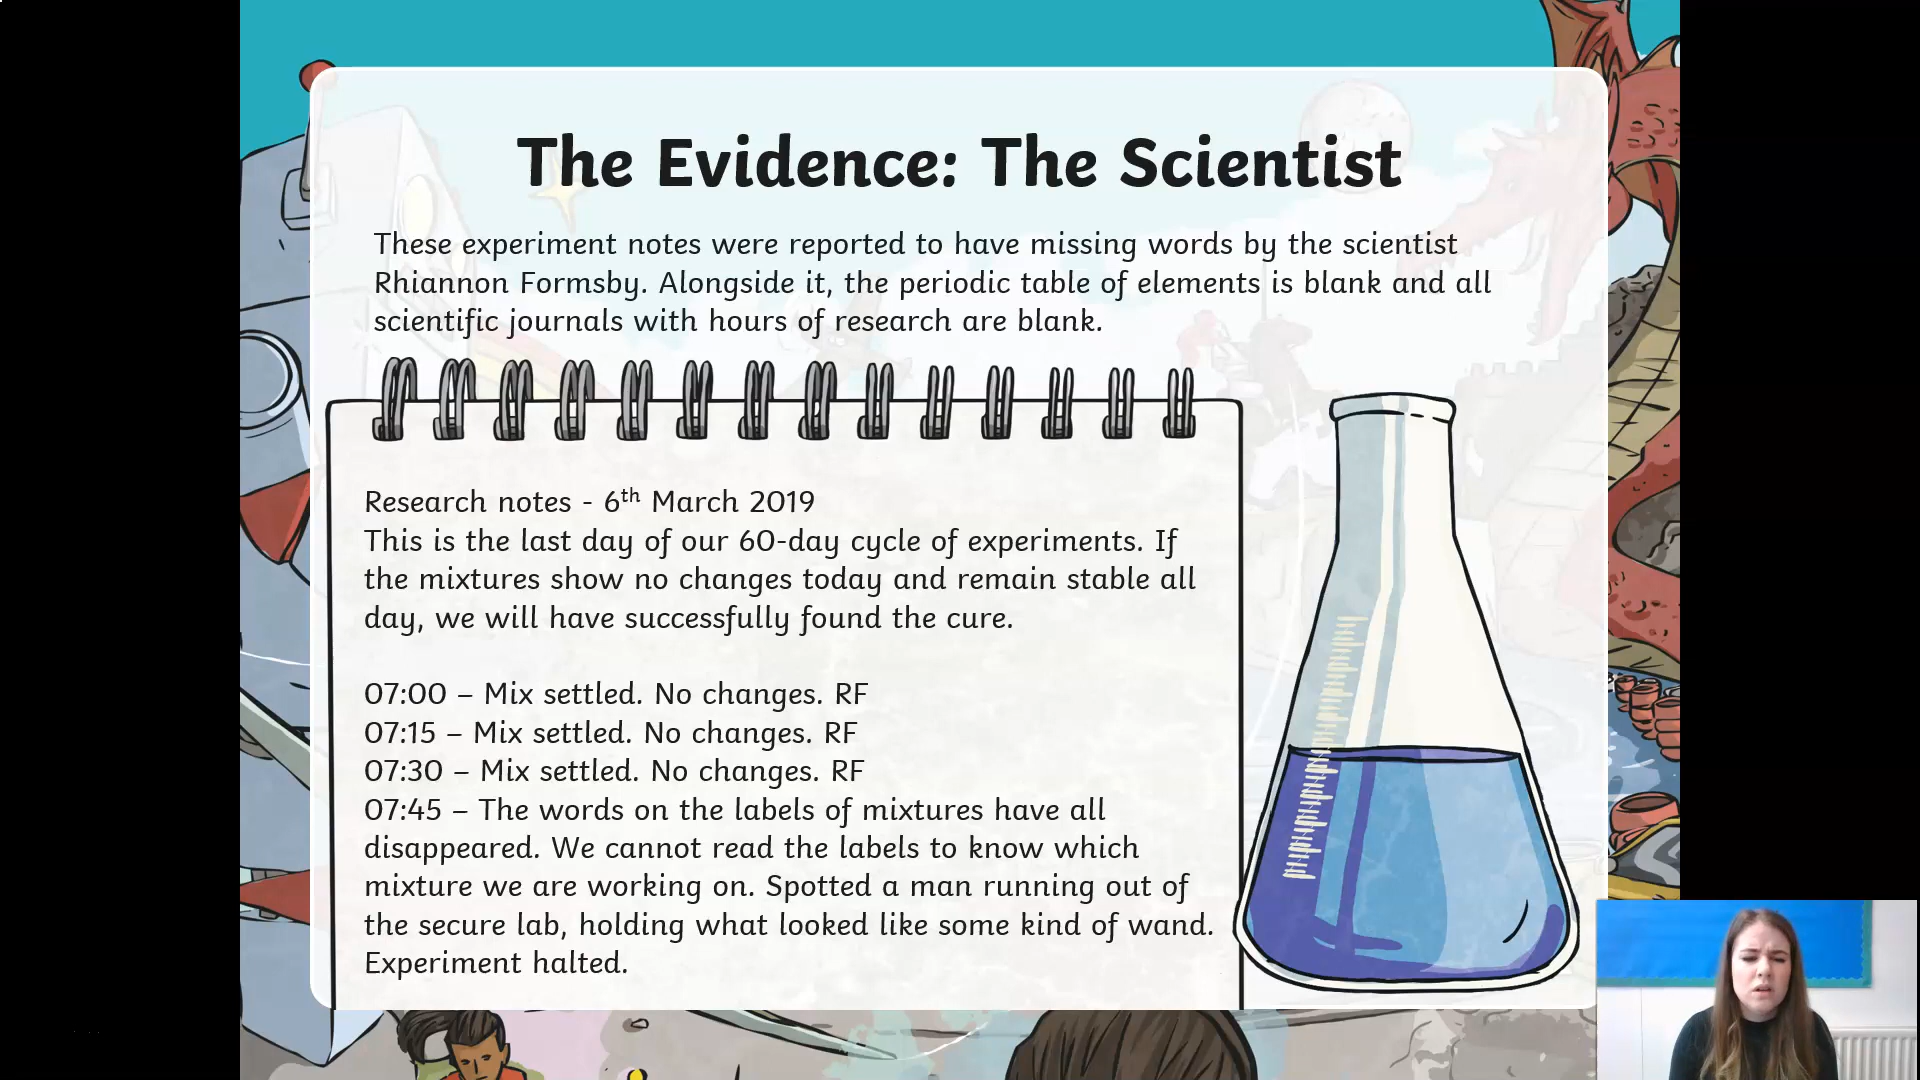 The Evidence: The Scientist
These experiment notes were reported to have missing words by the scientist
Rhiannon Formsby. Alongside it, the periodic table of elements is blank and all
scientific journals with hours of research are blank.
Research notes - 6th March 2019
This is the last day of our 60-day cycle of experiments. If
the mixtures show no changes today and remain stable all
day, we will have successfully found the cure.
07:00 – Mix settled. No changes. RF
07:15 – Mix settled. No changes. RF
07:30 – Mix settled. No changes. RF
07:45 – The words on the labels of mixtures have all
disappeared. We cannot read the labels to know which
mixture we are working on. Spotted a man running out of
the secure lab, holding what looked like some kind of wand.
Experiment halted.